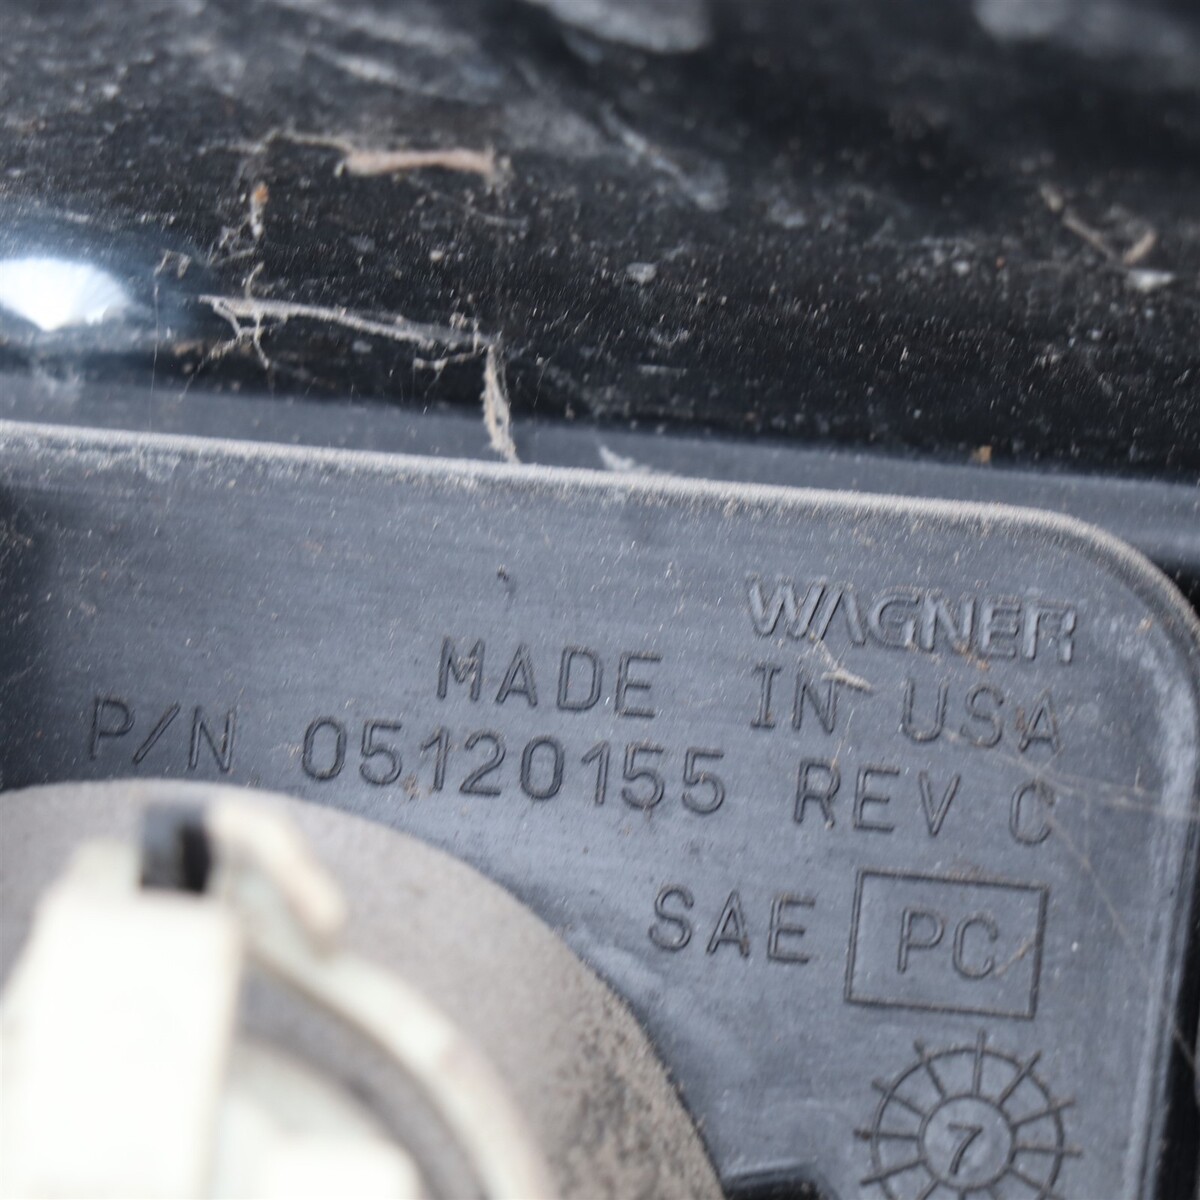 WAGNER
MADE IN USA
P/N 05120155 REV C
SAE PC
7